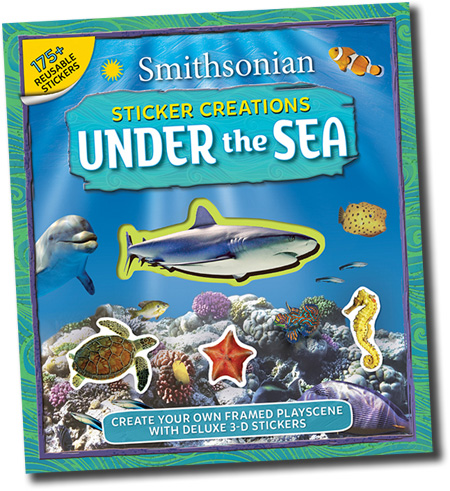 175+
REUSABLE
STICKERS
Smithsonian
STICKER CREATIONS
UNDER the SEA
CREATE YOUR OWN FRAMED PLAYSCENE
WITH DELUXE 3-D STICKERS